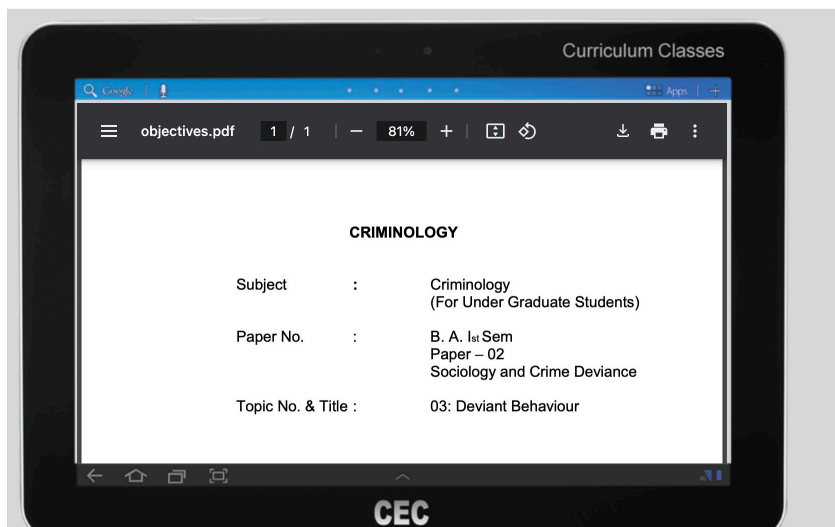 Curriculum Classes
Google
Apps
objectives.pdf 1 / 1 81%
CRIMINOLOGY
Subject : Criminology
(For Under Graduate Students)
Paper No. : B. A. Ist Sem
Paper – 02
Sociology and Crime Deviance
Topic No. & Title : 03: Deviant Behaviour
CEC